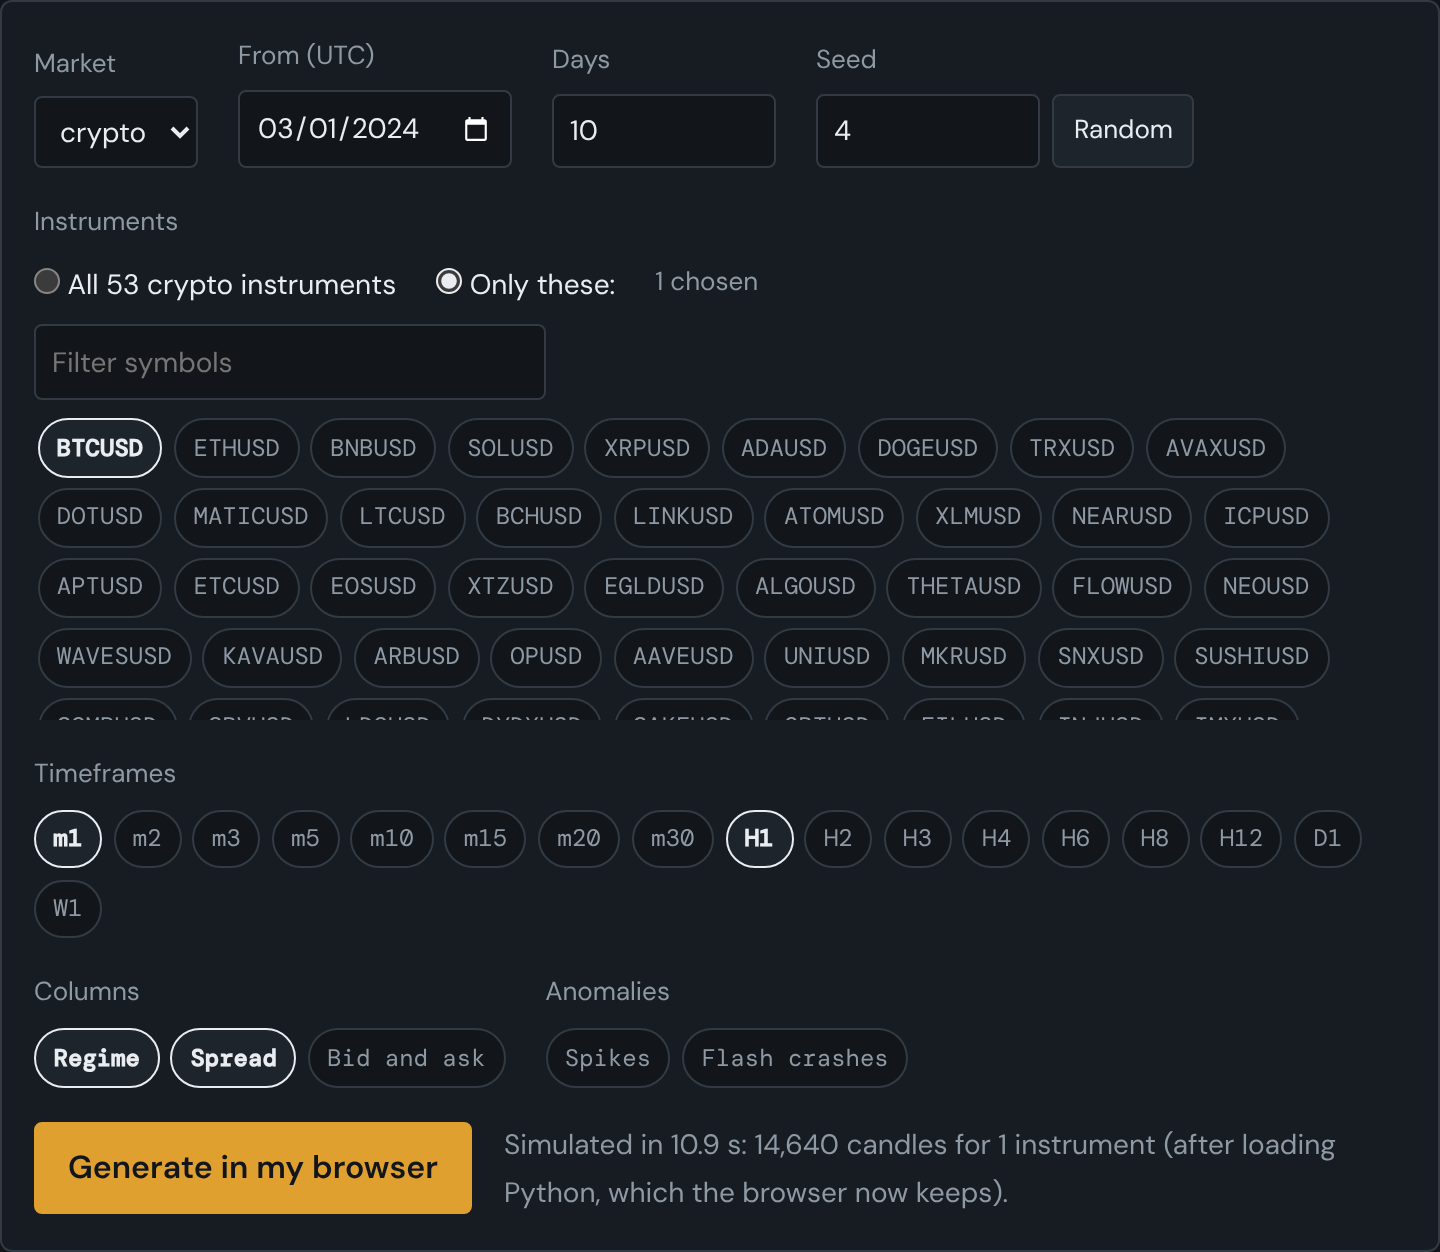 Market From (UTC) Days Seed
crypto 03/01/2024 10 4 Random
Instruments
All 53 crypto instruments Only these: 1 chosen
Filter symbols
BTCUSD ETHUSD BNBUSD SOLUSD XRPUSD ADAUSD DOGEUSD TRXUSD AVAXUSD
DOTUSD MATICUSD LTCUSD BCHUSD LINKUSD ATOMUSD XLMUSD NEARUSD ICPUSD
APTUSD ETCUSD EOSUSD XTZUSD EGLDUSD ALGOUSD THETAUSD FLOWUSD NEOUSD
WAVESUSD KAVAUSD ARBUSD OPUSD AAVEUSD UNIUSD MKRUSD SNXUSD SUSHIUSD
Timeframes
m1 m2 m3 m5 m10 m15 m20 m30 H1 H2 H3 H4 H6 H8 H12 D1
W1
Columns Anomalies
Regime Spread Bid and ask Spikes Flash crashes
Generate in my browser
Simulated in 10.9 s: 14,640 candles for 1 instrument (after loading
Python, which the browser now keeps).